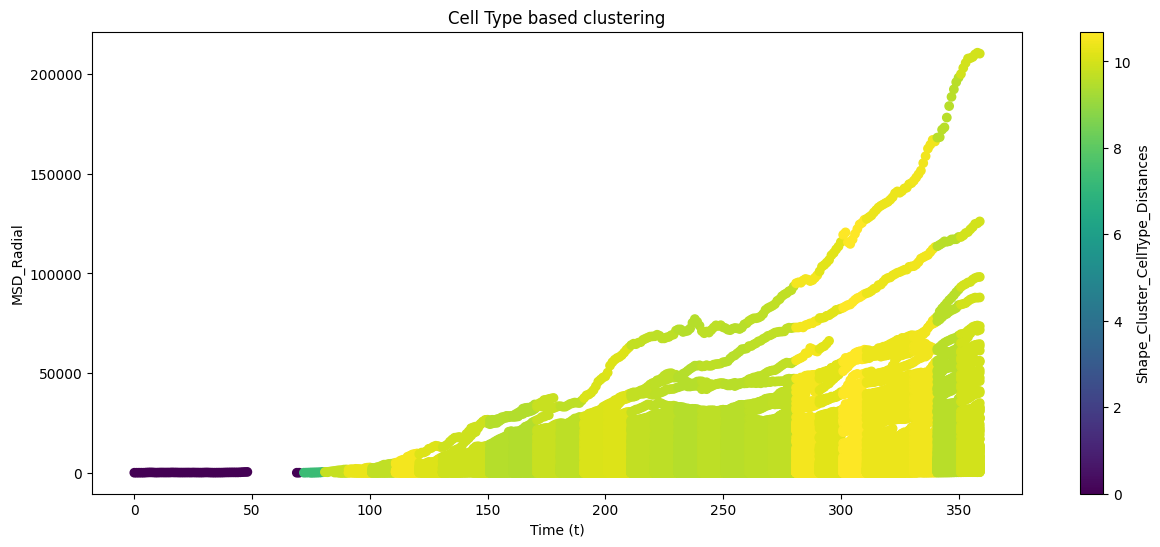 Cell Type based clustering
MSD_Radial
200000
150000
100000
50000
0
0 50 100 150 200 250 300 350
Time (t)
10
8
6
4
2
0
Shape_Cluster_CellType_Distances